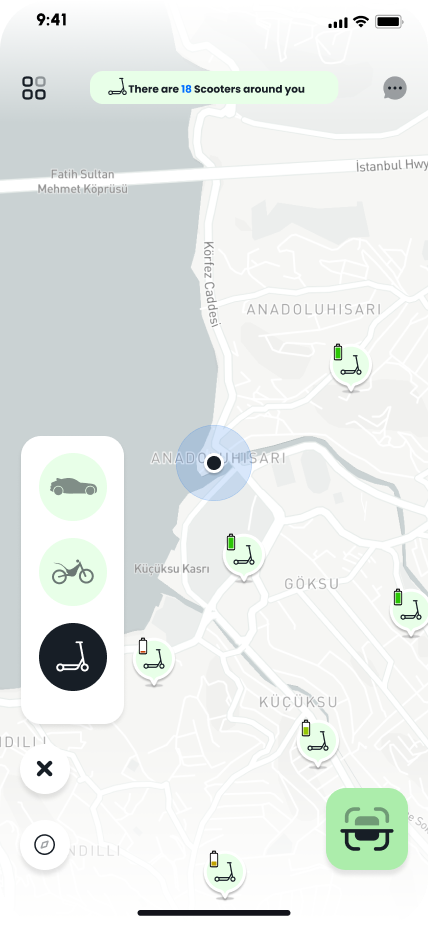 9:41
There are 18 Scooters around you
İstanbul Hwy
Fatih Sultan
Mehmet Köprüsü
Körfez Caddesi
ANADOLUHISARI
ANADOLUHISARI
Küçüksu Kasrı
GÖKSU
KÜÇÜKSU
NDILLI
NDILLI